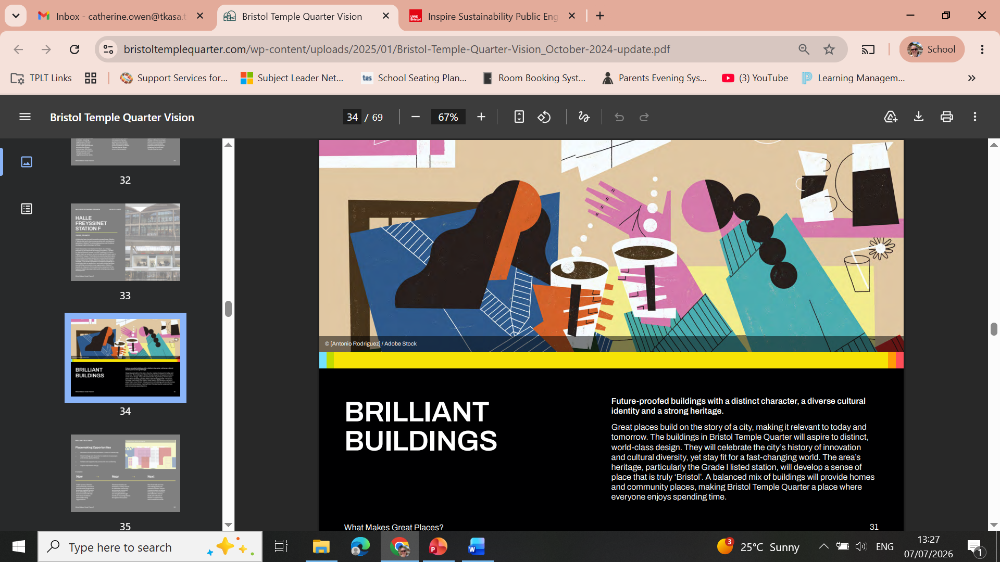 Inbox - catherine.owen@tkasa.t
Bristol Temple Quarter Vision
Inspire Sustainability Public Eng
bristoltemplequarter.com/wp-content/uploads/2025/01/Bristol-Temple-Quarter-Vision_October-2024-update.pdf
School
TPLT Links
Support Services for...
Subject Leader Net...
tes
School Seating Plan...
Room Booking Syst...
Parents Evening Sys...
(3) YouTube
Learning Managem...
Bristol Temple Quarter Vision
34 / 69
67%
32
HALLE
FREYSSINET
STATION F
33
BRILLIANT
BUILDINGS
34
Placemaking Opportunities
Now
Near
Next
35
© [Antonio Rodriguez] / Adobe Stock
BRILLIANT
BUILDINGS
Future-proofed buildings with a distinct character, a diverse cultural
identity and a strong heritage.
Great places build on the story of a city, making it relevant to today and
tomorrow. The buildings in Bristol Temple Quarter will aspire to distinct,
world-class design. They will celebrate the city's history of innovation
and cultural diversity, yet stay fit for a fast-changing world. The area's
heritage, particularly the Grade I listed station, will develop a sense of
place that is truly 'Bristol'. A balanced mix of buildings will provide homes
and community places, making Bristol Temple Quarter a place where
everyone enjoys spending time.
What Makes Great Places?
31
Type here to search
3
25°C Sunny
ENG
13:27
07/07/2026
1